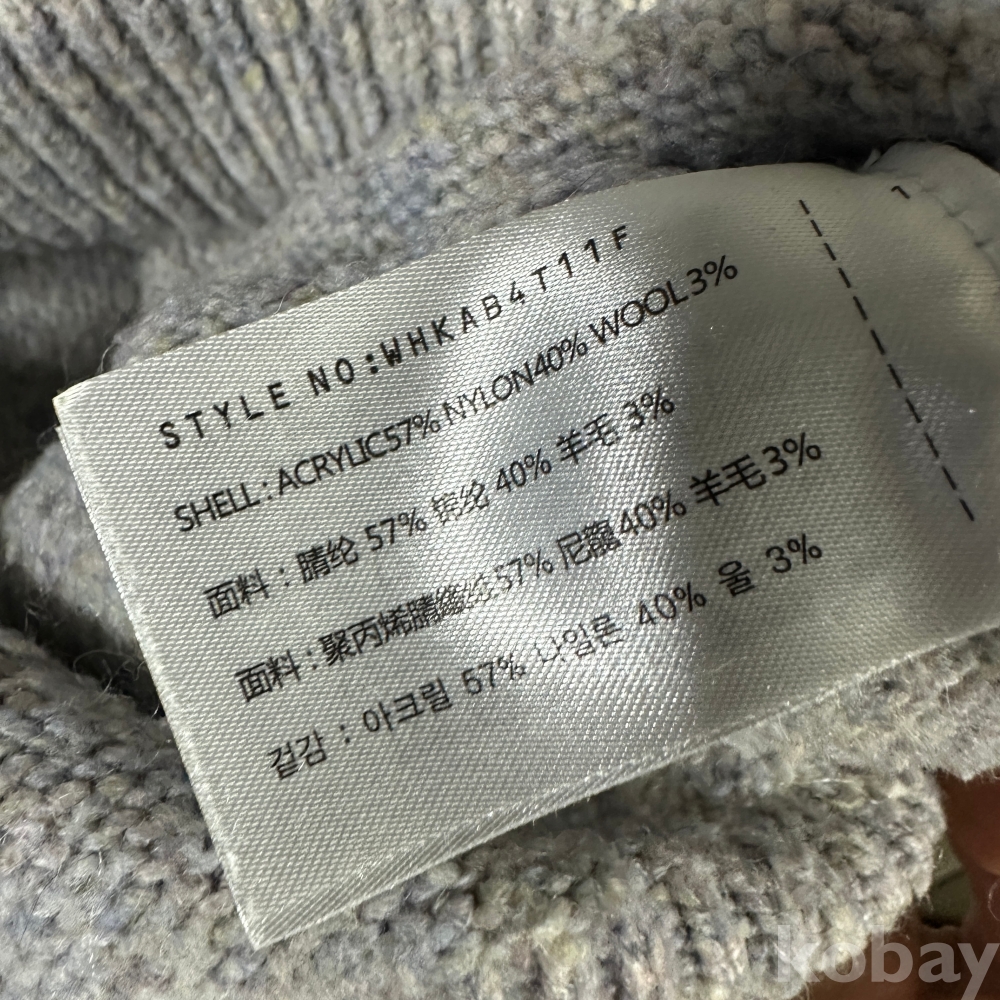 STYLE NO:WHKAB4T11F
SHELL:ACRYLIC57% NYLON40% WOOL3%
面料:腈纶 57% 锦纶 40% 羊毛 3%
面料:聚丙烯腈纖維57% 尼龍40% 羊毛3%
겉감 : 아크릴 57% 나일론 40% 울 3%
1
kobay